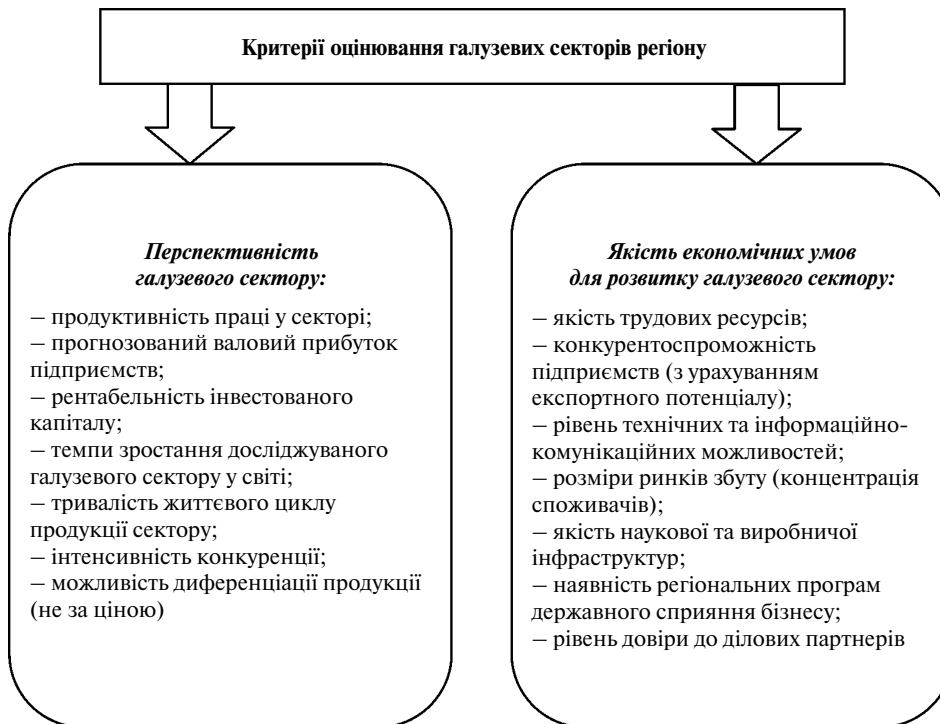 Критерії оцінювання галузевих секторів регіону
Перспективність
галузевого сектору:
– продуктивність праці у секторі;
– прогнозований валовий прибуток
підприємств;
– рентабельність інвестованого
капіталу;
– темпи зростання досліджуваного
галузевого сектору у світі;
– тривалість життєвого циклу
продукції сектору;
– інтенсивність конкуренції;
– можливість диференціації продукції
(не за ціною)
Якість економічних умов
для розвитку галузевого сектору:
– якість трудових ресурсів;
– конкурентоспроможність
підприємств (з урахуванням
експортного потенціалу);
– рівень технічних та інформаційно-
комунікаційних можливостей;
– розміри ринків збуту (концентрація
споживачів);
– якість наукової та виробничої
інфраструктур;
– наявність регіональних програм
державного сприяння бізнесу;
– рівень довіри до ділових партнерів